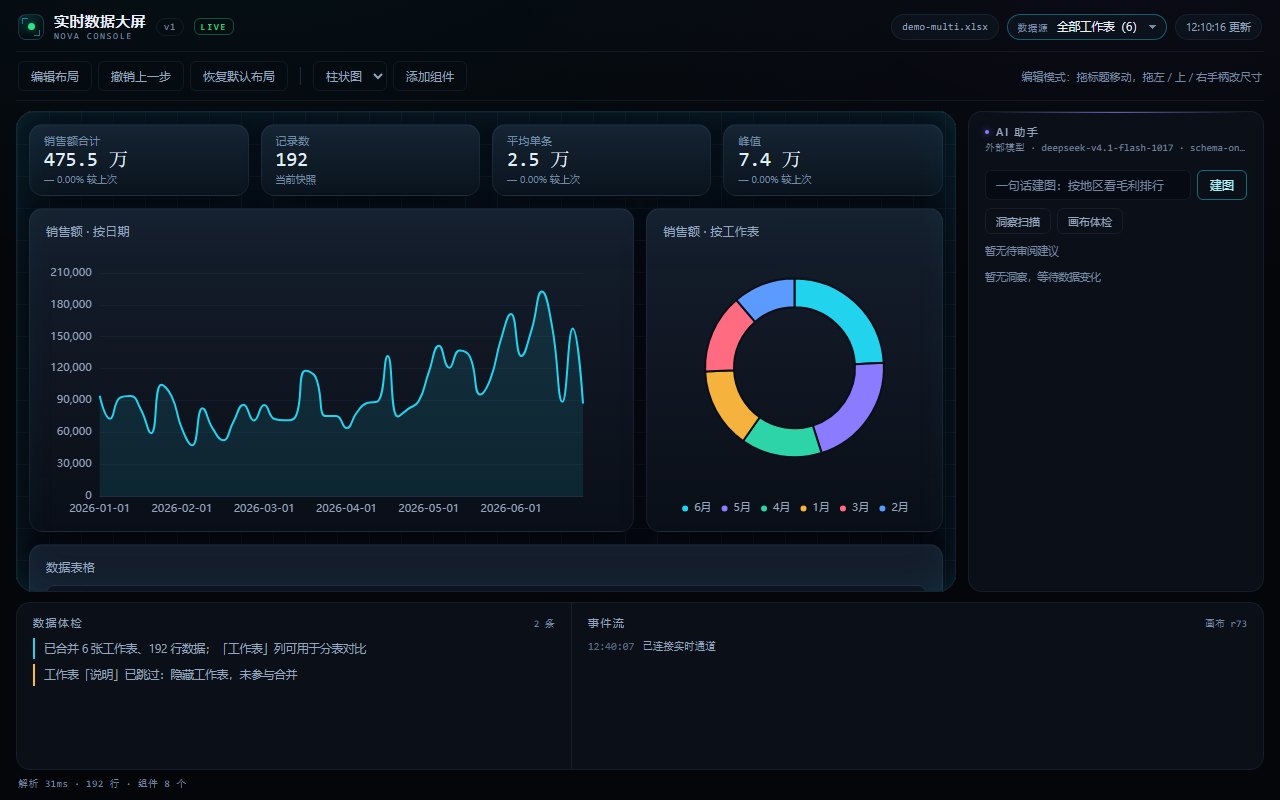 实时数据大屏
NOVA CONSOLE
v1
LIVE
demo-multi.xlsx
数据源 全部工作表 (6)
12:10:16 更新
编辑布局
撤销上一步
恢复默认布局
柱状图
添加组件
编辑模式：拖标题移动，拖左 / 上 / 右手柄改尺寸
销售额合计
475.5 万
— 0.00% 较上次
记录数
192
当前快照
平均单条
2.5 万
— 0.00% 较上次
峰值
7.4 万
— 0.00% 较上次
销售额 · 按日期
210,000
180,000
150,000
120,000
90,000
60,000
30,000
0
2026-01-01 2026-02-01 2026-03-01 2026-04-01 2026-05-01 2026-06-01
销售额 · 按工作表
6月 5月 4月 1月 3月 2月
数据表格
AI 助手
外部模型 · deepseek-v4.1-flash-1017 · schema-on…
一句话建图：按地区看毛利排行
建图
洞察扫描
画布体检
暂无待审阅建议
暂无洞察，等待数据变化
数据体检
2 条
已合并 6 张工作表、192 行数据；「工作表」列可用于分表对比
工作表「说明」已跳过：隐藏工作表，未参与合并
事件流
画布 r73
12:40:07 已连接实时通道
解析 31ms · 192 行 · 组件 8 个